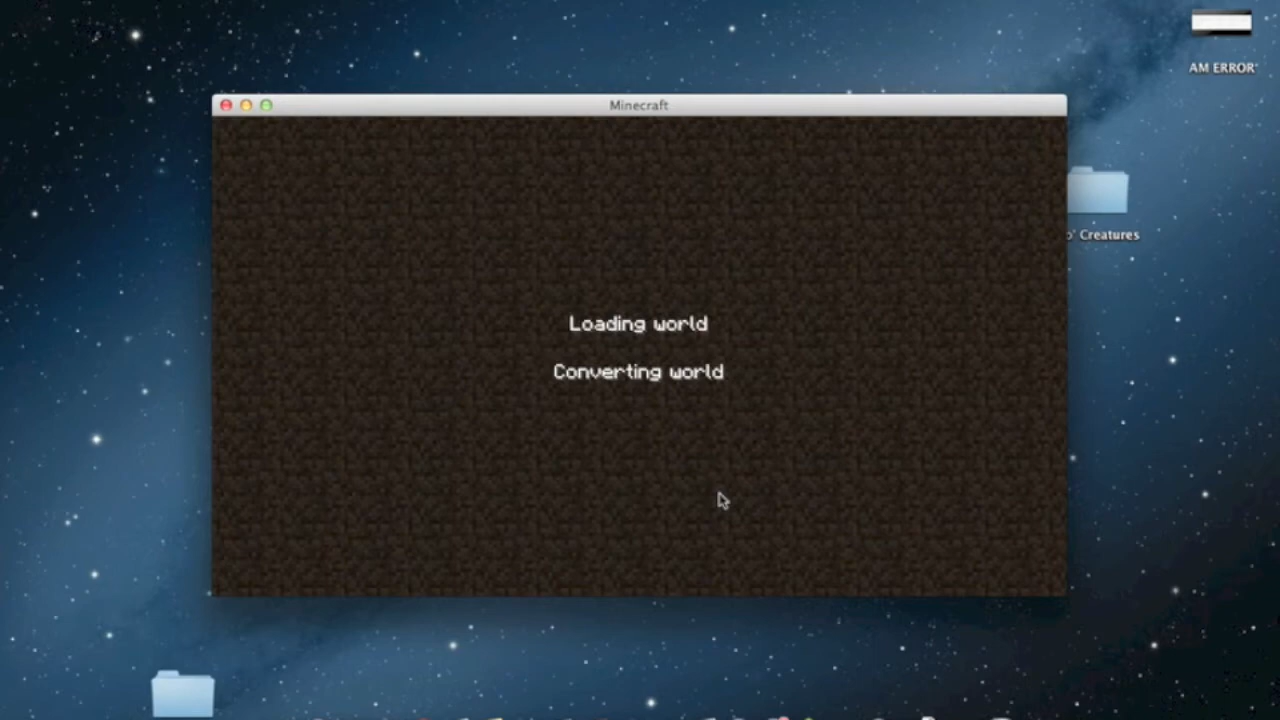 AM ERROR'
Minecraft
o' Creatures
Loading world
Converting world